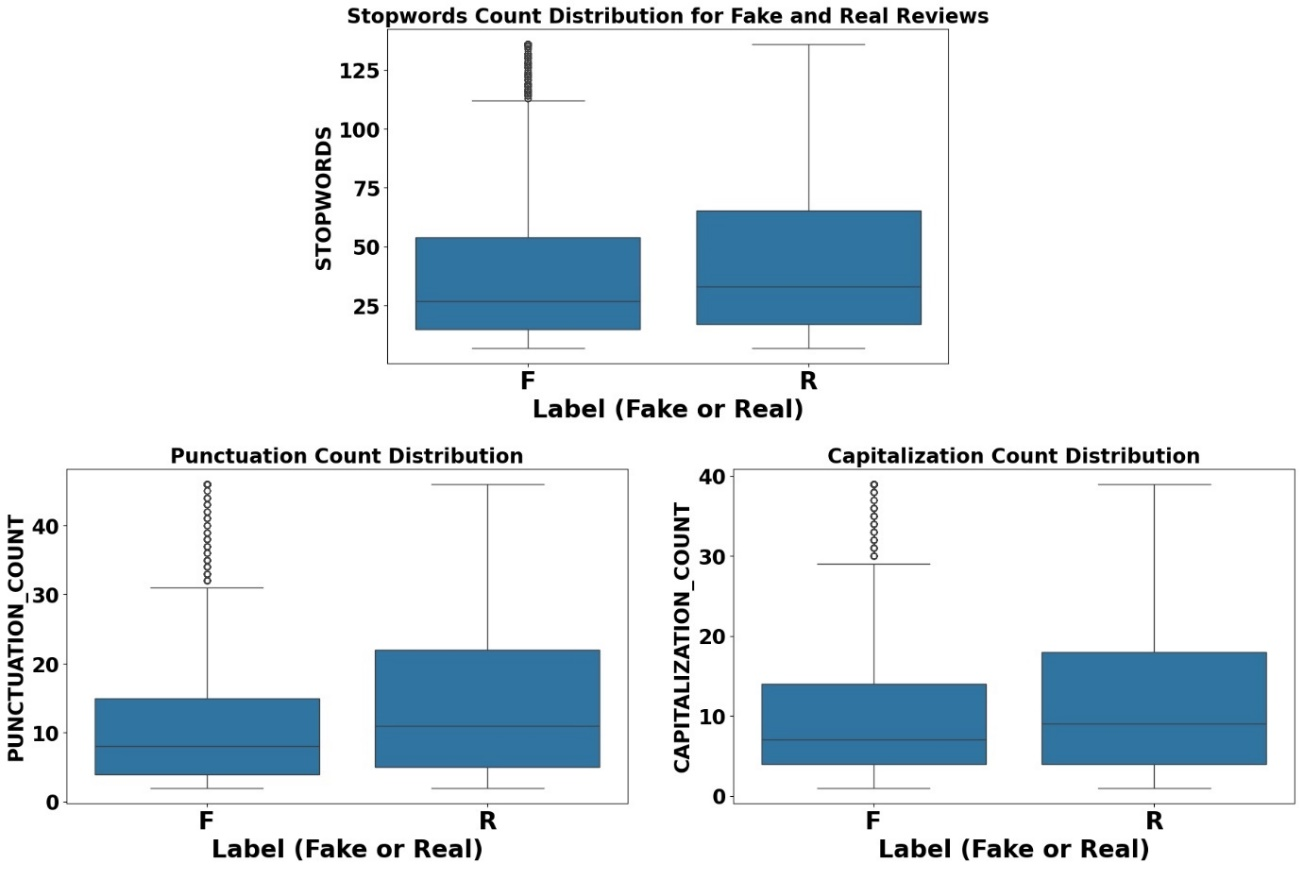 Stopwords Count Distribution for Fake and Real Reviews
STOPWORDS
125
100
75
50
25
F R
Label (Fake or Real)
Punctuation Count Distribution
PUNCTUATION_COUNT
40
30
20
10
0
F R
Label (Fake or Real)
Capitalization Count Distribution
CAPITALIZATION_COUNT
40
30
20
10
0
F R
Label (Fake or Real)